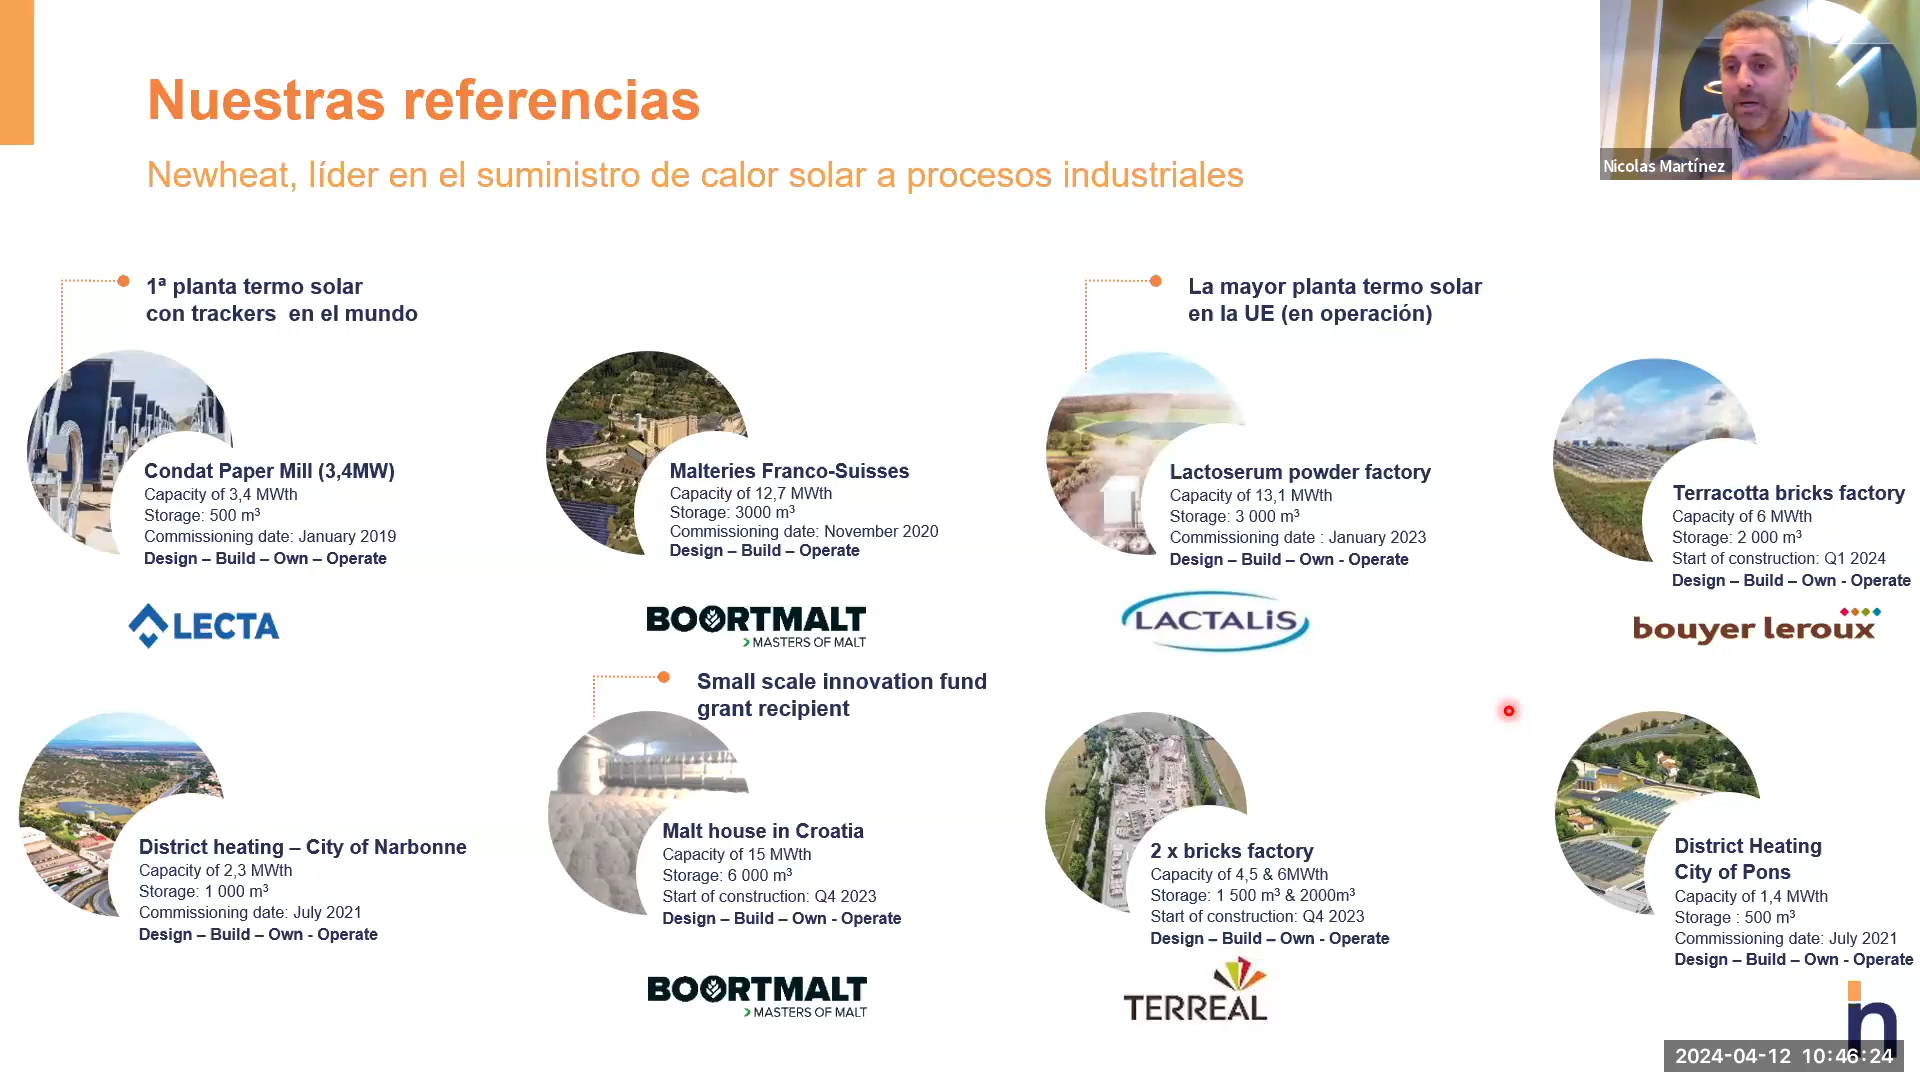 Nuestras referencias
Newheat, líder en el suministro de calor solar a procesos industriales
Nicolas Martínez
1ª planta termo solar
con trackers en el mundo
La mayor planta termo solar
en la UE (en operación)
Condat Paper Mill (3,4MW)
Capacity of 3,4 MWth
Storage: 500 m³
Commissioning date: January 2019
Design – Build – Own – Operate
LECTA
Malteries Franco-Suisses
Capacity of 12,7 MWth
Storage: 3000 m³
Commissioning date: November 2020
Design – Build – Operate
BOORTMALT
MASTERS OF MALT
Lactoserum powder factory
Capacity of 13,1 MWth
Storage: 3 000 m³
Commissioning date : January 2023
Design – Build – Own - Operate
LACTALiS
Terracotta bricks factory
Capacity of 6 MWth
Storage: 2 000 m³
Start of construction: Q1 2024
Design – Build – Own - Operate
bouyer leroux
District heating – City of Narbonne
Capacity of 2,3 MWth
Storage: 1 000 m³
Commissioning date: July 2021
Design – Build – Own - Operate
Small scale innovation fund
grant recipient
Malt house in Croatia
Capacity of 15 MWth
Storage: 6 000 m³
Start of construction: Q4 2023
Design – Build – Own - Operate
BOORTMALT
MASTERS OF MALT
2 x bricks factory
Capacity of 4,5 & 6MWth
Storage: 1 500 m³ & 2000m³
Start of construction: Q4 2023
Design – Build – Own - Operate
TERREAL
District Heating
City of Pons
Capacity of 1,4 MWth
Storage : 500 m³
Commissioning date: July 2021
Design – Build – Own - Operate
n
2024-04-12 10:46:24